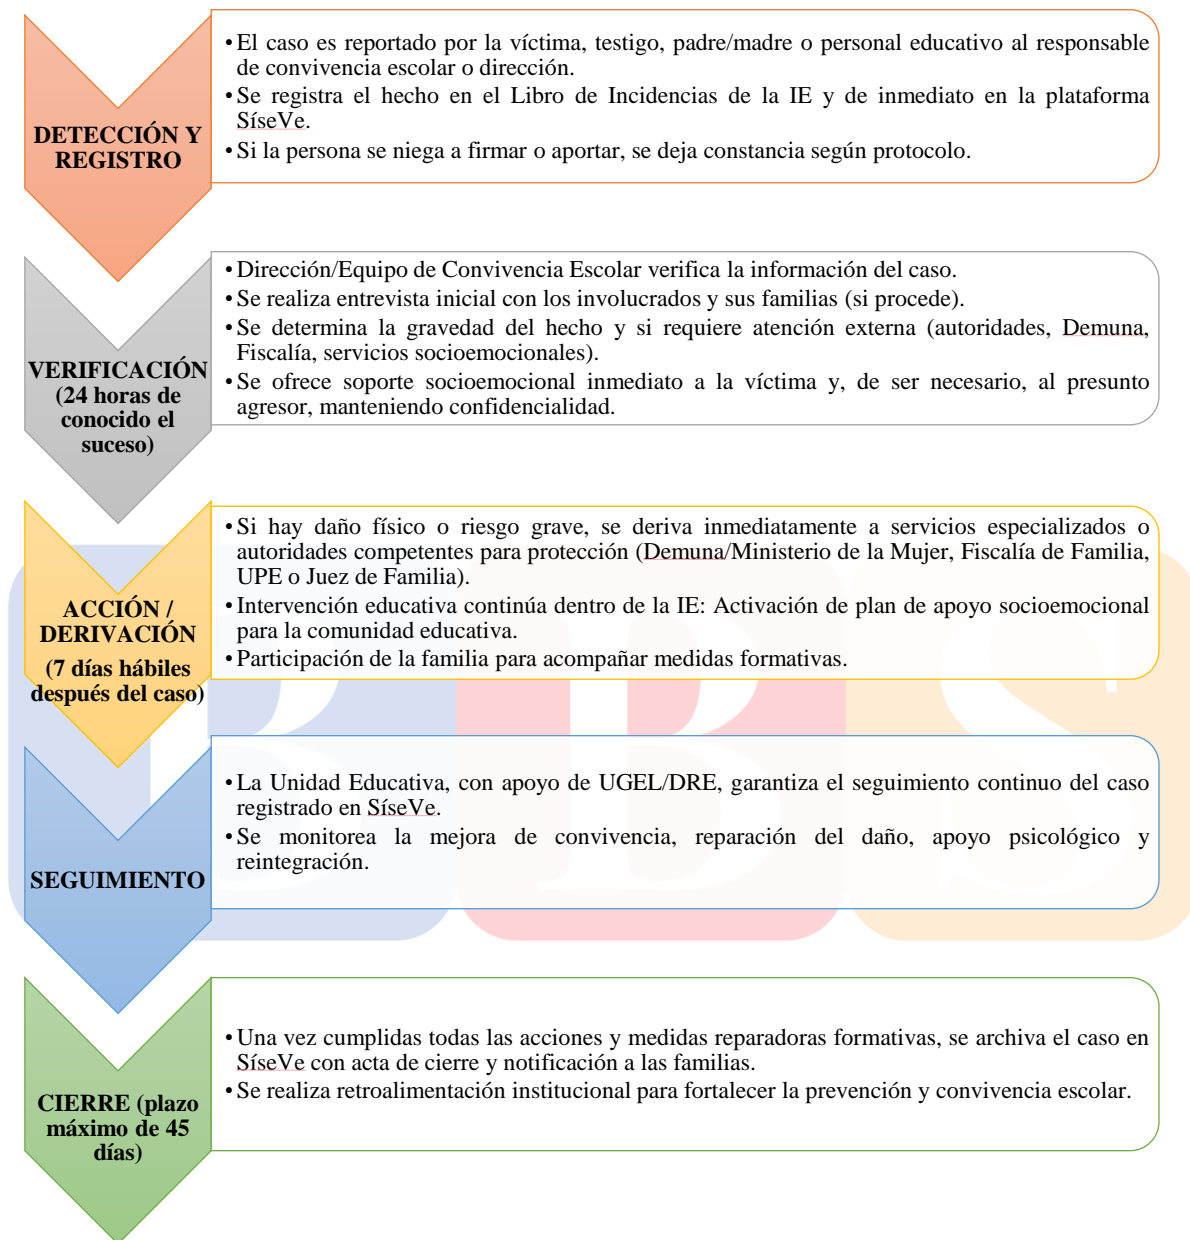 DETECCIÓN Y
REGISTRO
• El caso es reportado por la víctima, testigo, padre/madre o personal educativo al responsable
de convivencia escolar o dirección.
• Se registra el hecho en el Libro de Incidencias de la IE y de inmediato en la plataforma
SíseVe.
• Si la persona se niega a firmar o aportar, se deja constancia según protocolo.
VERIFICACIÓN
(24 horas de
conocido el
suceso)
• Dirección/Equipo de Convivencia Escolar verifica la información del caso.
• Se realiza entrevista inicial con los involucrados y sus familias (si procede).
• Se determina la gravedad del hecho y si requiere atención externa (autoridades, Demuna,
Fiscalía, servicios socioemocionales).
• Se ofrece soporte socioemocional inmediato a la víctima y, de ser necesario, al presunto
agresor, manteniendo confidencialidad.
ACCIÓN /
DERIVACIÓN
(7 días hábiles
después del caso)
• Si hay daño físico o riesgo grave, se deriva inmediatamente a servicios especializados o
autoridades competentes para protección (Demuna/Ministerio de la Mujer, Fiscalía de Familia,
UPE o Juez de Familia).
• Intervención educativa continúa dentro de la IE: Activación de plan de apoyo socioemocional
para la comunidad educativa.
• Participación de la familia para acompañar medidas formativas.
SEGUIMIENTO
• La Unidad Educativa, con apoyo de UGEL/DRE, garantiza el seguimiento continuo del caso
registrado en SíseVe.
• Se monitorea la mejora de convivencia, reparación del daño, apoyo psicológico y
reintegración.
CIERRE (plazo
máximo de 45
días)
• Una vez cumplidas todas las acciones y medidas reparadoras formativas, se archiva el caso en
SíseVe con acta de cierre y notificación a las familias.
• Se realiza retroalimentación institucional para fortalecer la prevención y convivencia escolar.
B B S